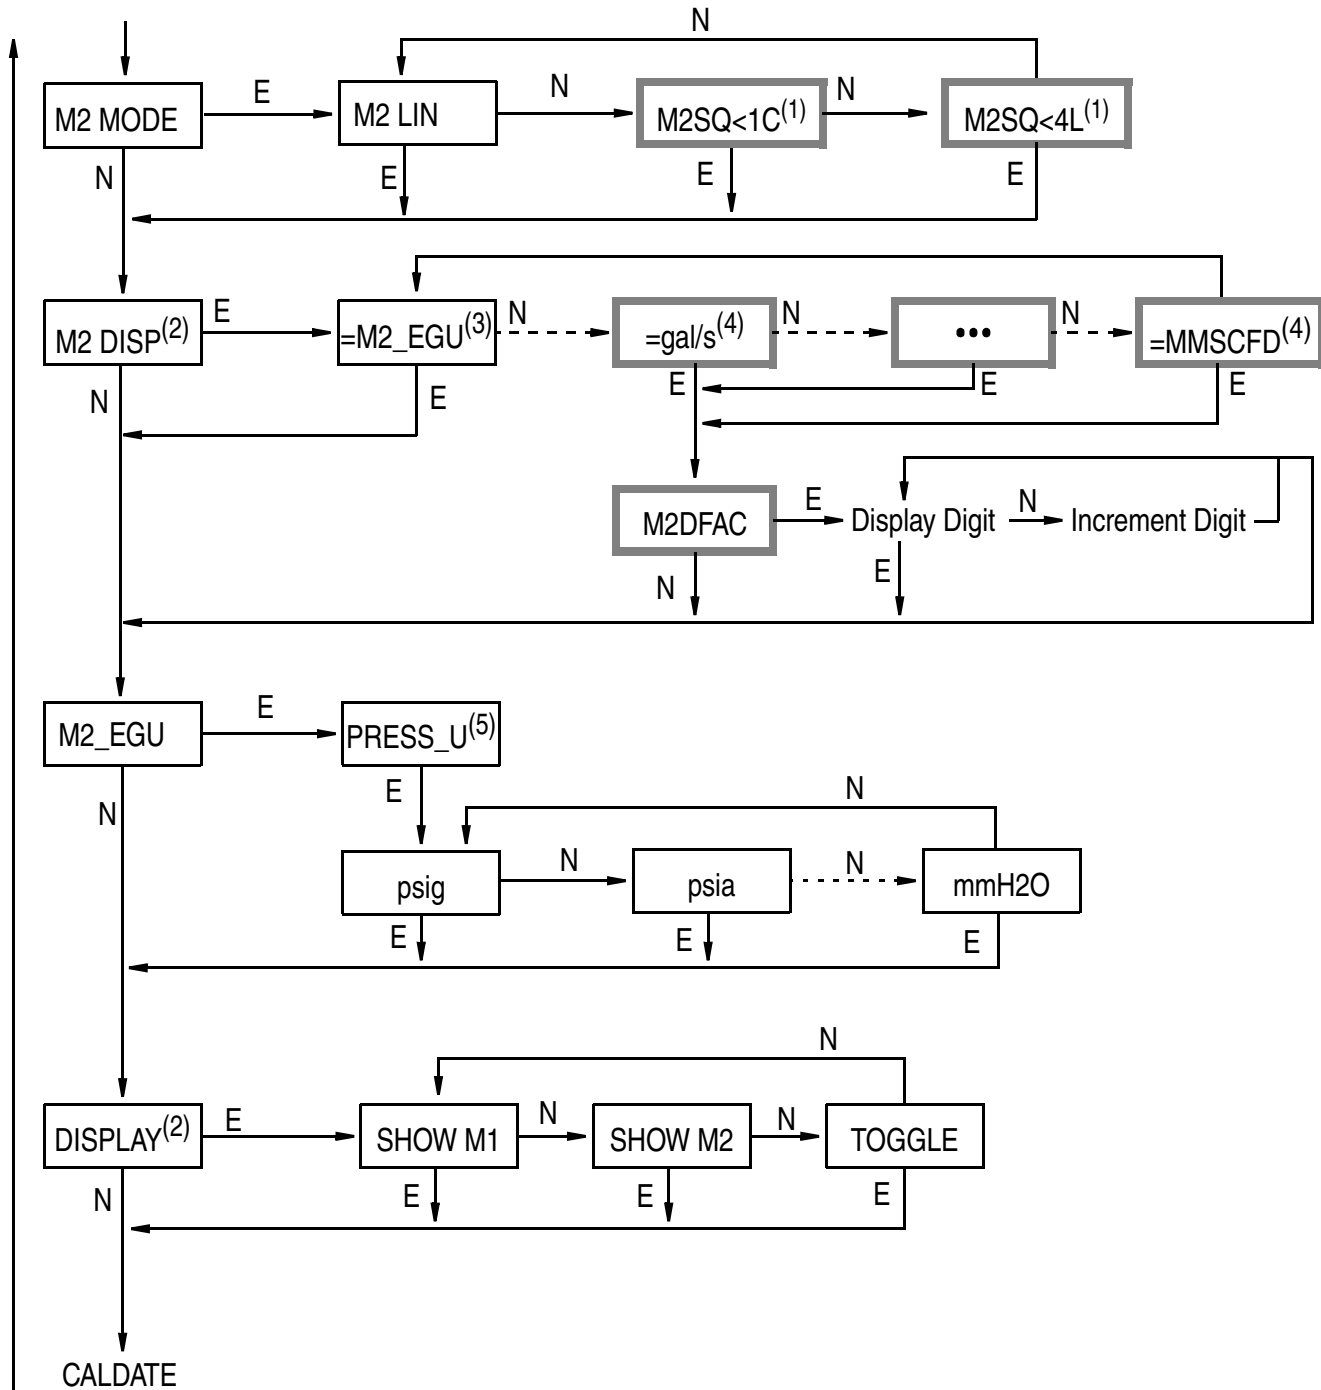 N
M2 MODE
E
M2 LIN
N
M2SQ<1C(1)
N
M2SQ<4L(1)
N
E
E
E
M2 DISP(2)
E
=M2_EGU(3)
N
=gal/s(4)
N
•••
N
=MMSCFD(4)
N
E
E
E
E
M2DFAC
E
Display Digit
N
Increment Digit
N
E
M2_EGU
E
PRESS_U(5)
N
E
N
psig
N
psia
N
mmH2O
E
E
E
N
DISPLAY(2)
E
SHOW M1
N
SHOW M2
N
TOGGLE
N
E
E
E
CALDATE